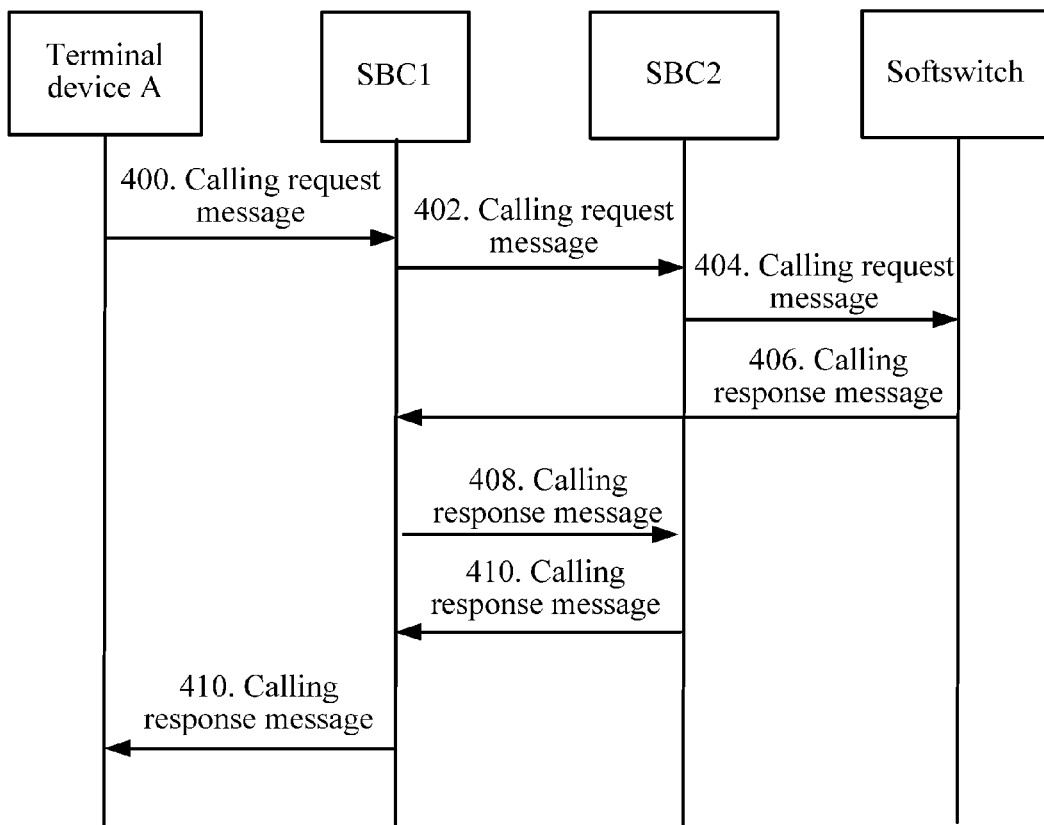 Terminal
device A
SBC1
SBC2
Softswitch
400. Calling request
message
402. Calling request
message
404. Calling request
message
406. Calling
response message
408. Calling
response message
410. Calling
response message
410. Calling
response message